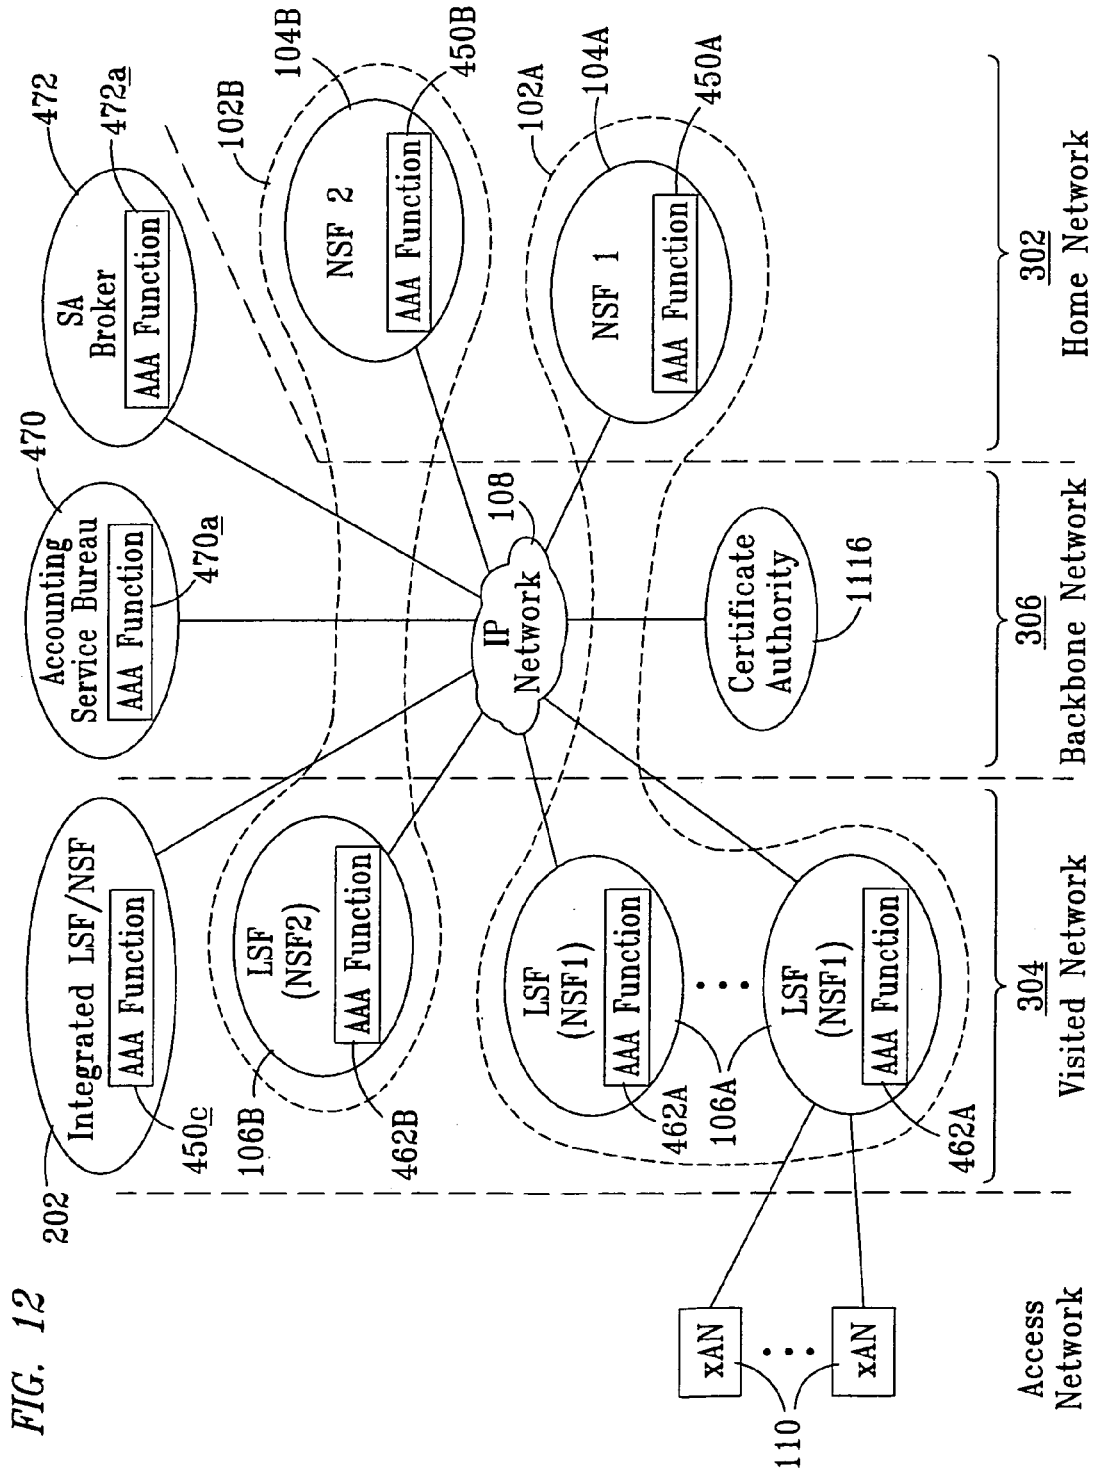 FIG. 12
202
Integrated LSF/NSF
AAA Function
450c
470
Accounting
Service Bureau
AAA Function
470a
472
SA
Broker
AAA Function
472a
106B
LSF
(NSF2)
AAA Function
462B
102B
104B
NSF 2
AAA Function
450B
IP
Network
108
102A
104A
NSF 1
AAA Function
450A
LSF
(NSF1)
AAA Function
462A
106A
LSF
(NSF1)
AAA Function
462A
Certificate
Authority
1116
xAN
xAN
110
Access
Network
304
Visited Network
306
Backbone Network
302
Home Network